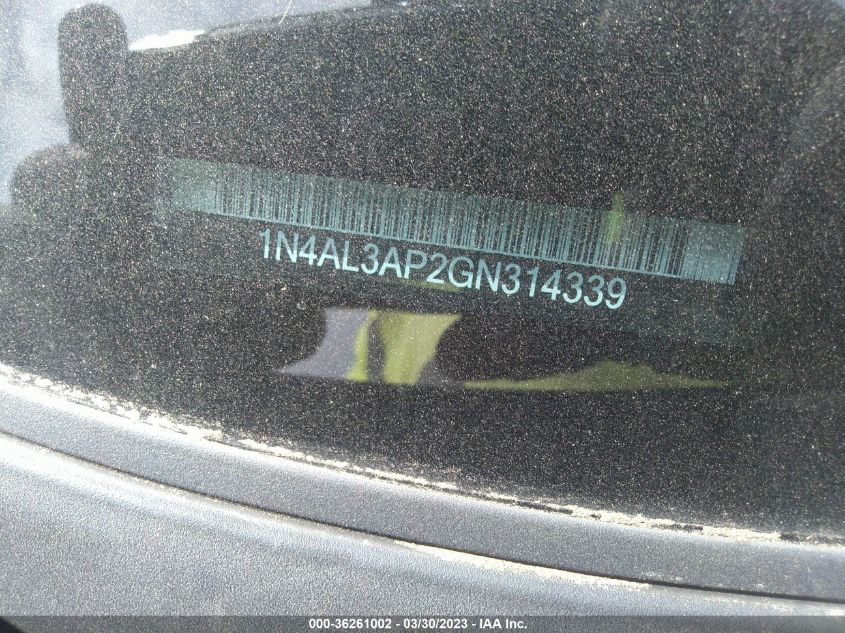 1N4AL3AP2GN314339
000-36261002 / 03/30/2023 - IAA Inc.